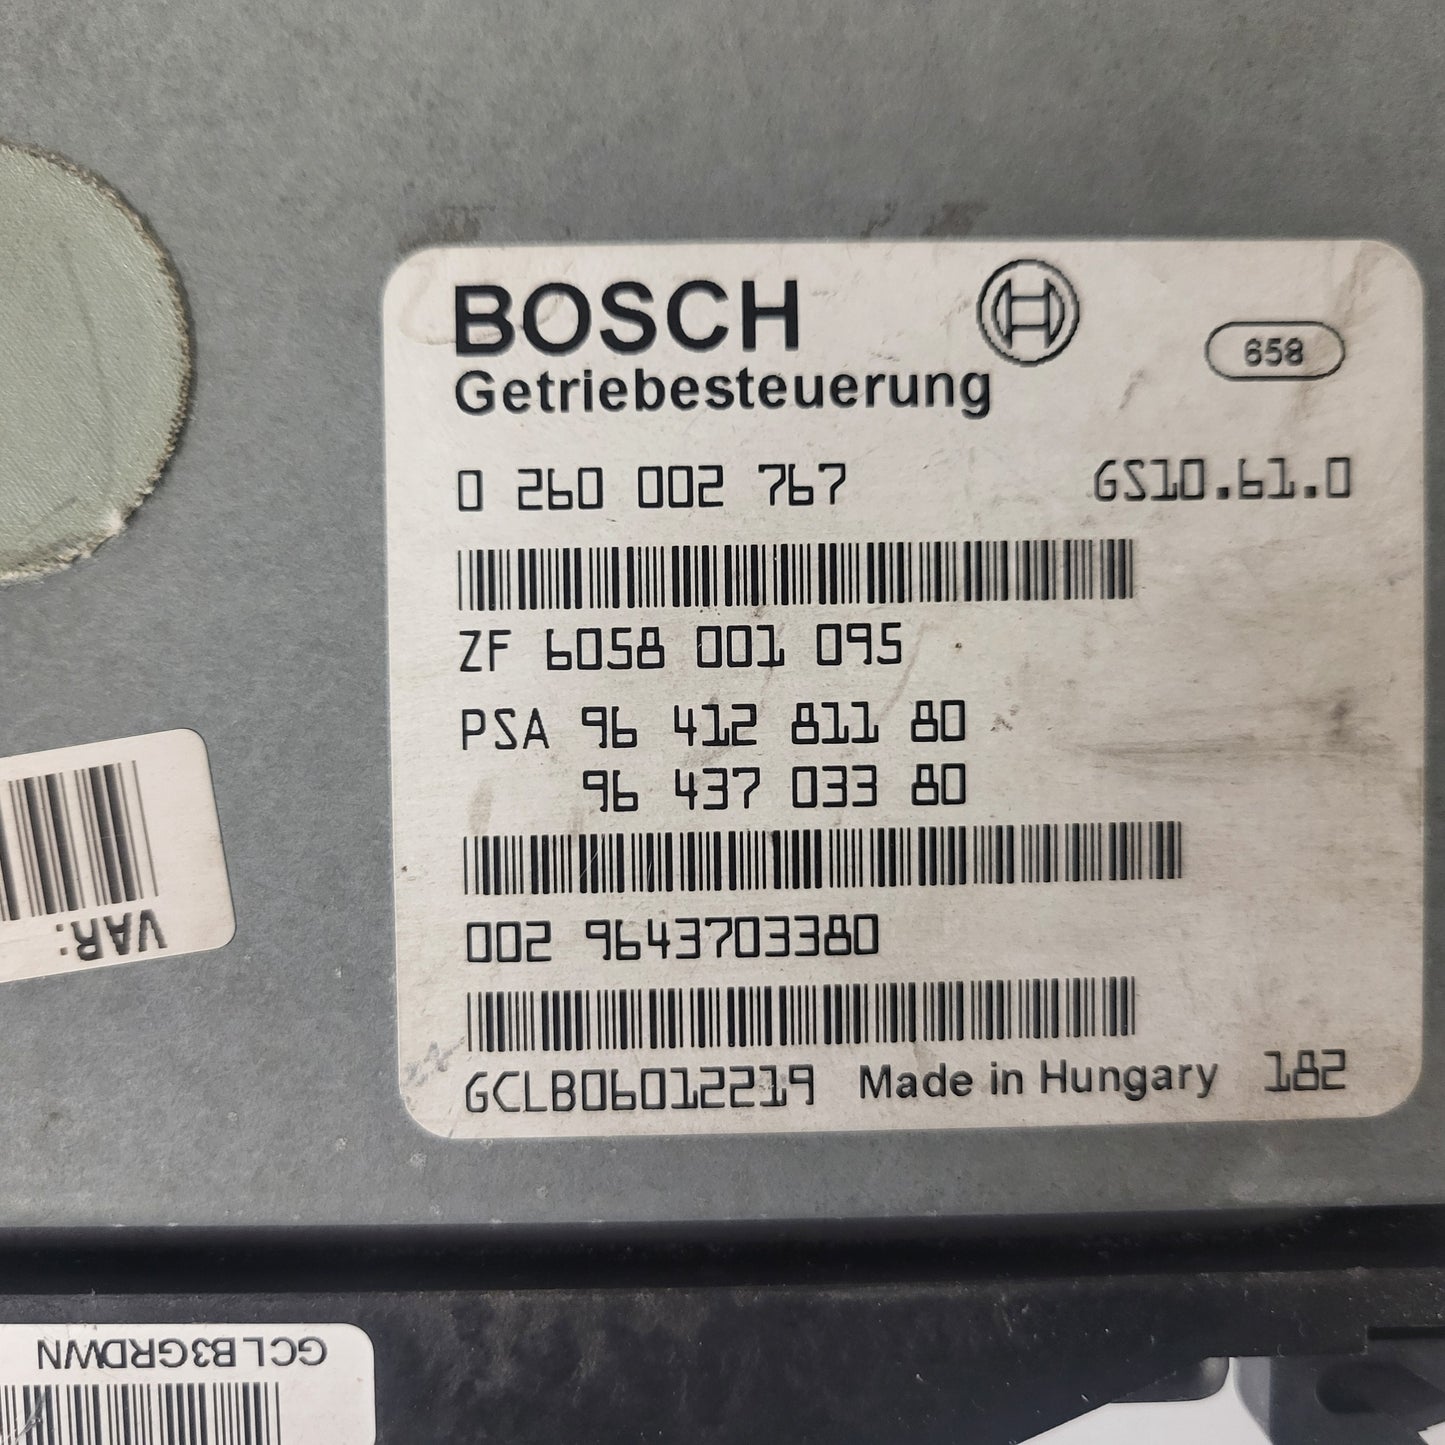 BOSCH
658
Getriebesteuerung
0 260 002 767 GS10.61.0
ZF 6058 001 095
PSA 96 412 811 80
96 437 033 80
002 9643703380
GCLB06012219 Made in Hungary 182
VAR:
GCLB3GRDWN